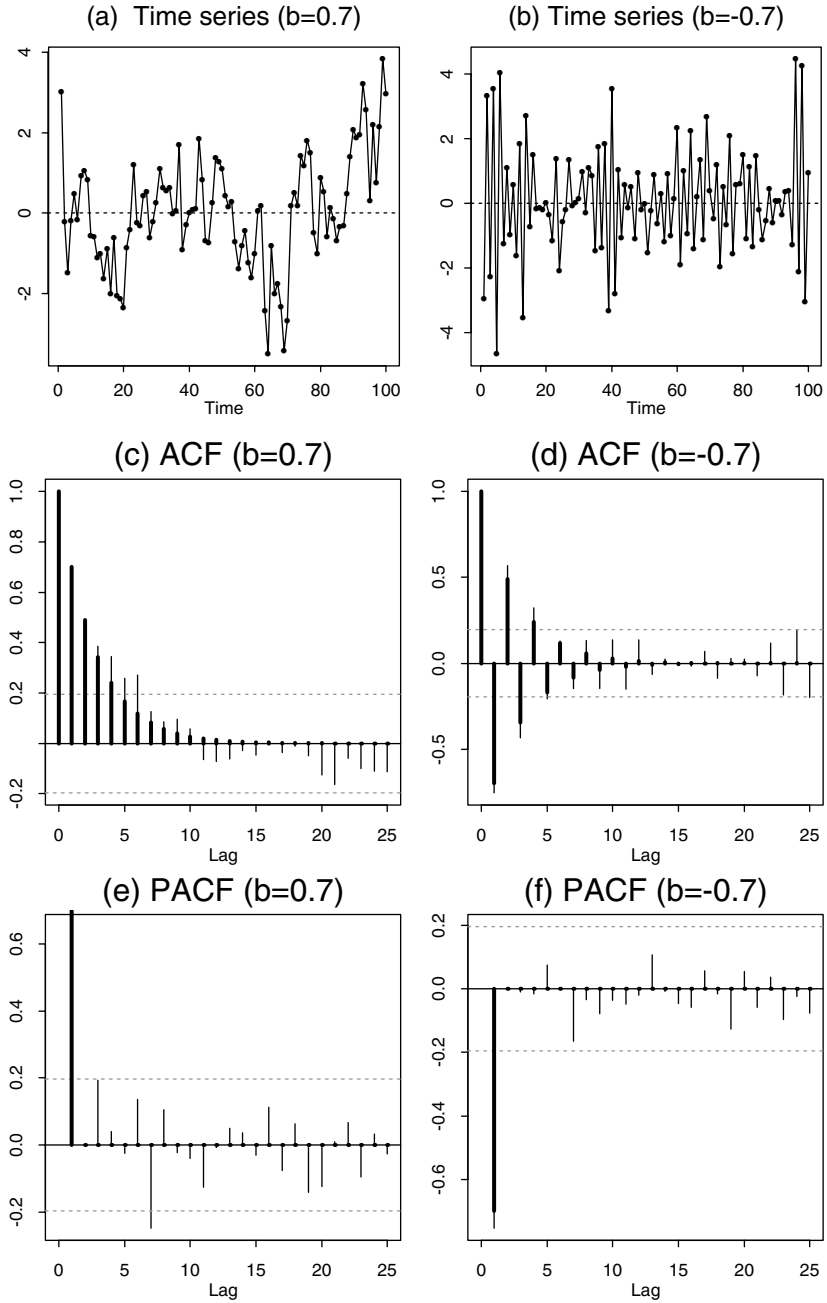 (a) Time series (b=0.7)
4
2
0
-2
0 20 40 60 80 100
Time
(b) Time series (b=-0.7)
4
2
0
-2
-4
0 20 40 60 80 100
Time
(c) ACF (b=0.7)
1.0
0.8
0.6
0.4
0.2
-0.2
0 5 10 15 20 25
Lag
(d) ACF (b=-0.7)
1.0
0.5
0.0
-0.5
0 5 10 15 20 25
Lag
(e) PACF (b=0.7)
0.6
0.4
0.2
0.0
-0.2
0 5 10 15 20 25
Lag
(f) PACF (b=-0.7)
0.2
0.0
-0.2
-0.4
-0.6
0 5 10 15 20 25
Lag